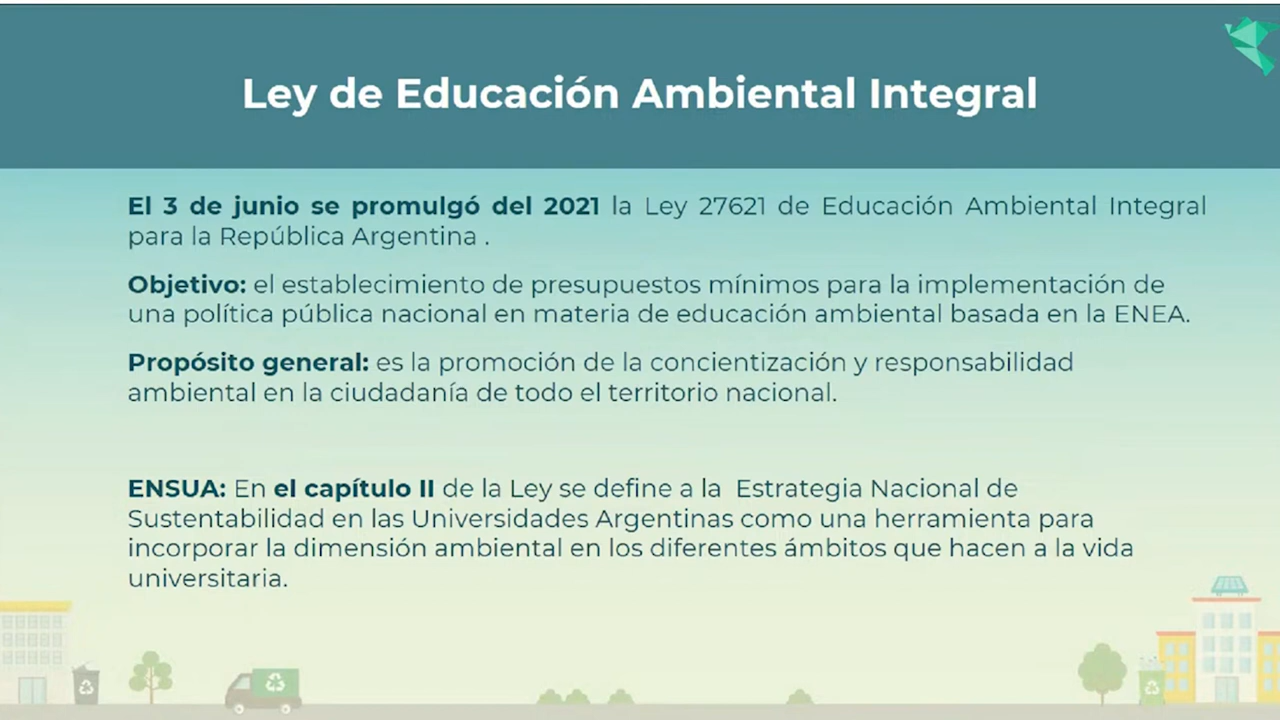 Ley de Educación Ambiental Integral
El 3 de junio se promulgó del 2021 la Ley 27621 de Educación Ambiental Integral
para la República Argentina .
Objetivo: el establecimiento de presupuestos mínimos para la implementación de
una política pública nacional en materia de educación ambiental basada en la ENEA.
Propósito general: es la promoción de la concientización y responsabilidad
ambiental en la ciudadanía de todo el territorio nacional.
ENSUA: En el capítulo II de la Ley se define a la Estrategia Nacional de
Sustentabilidad en las Universidades Argentinas como una herramienta para
incorporar la dimensión ambiental en los diferentes ámbitos que hacen a la vida
universitaria.